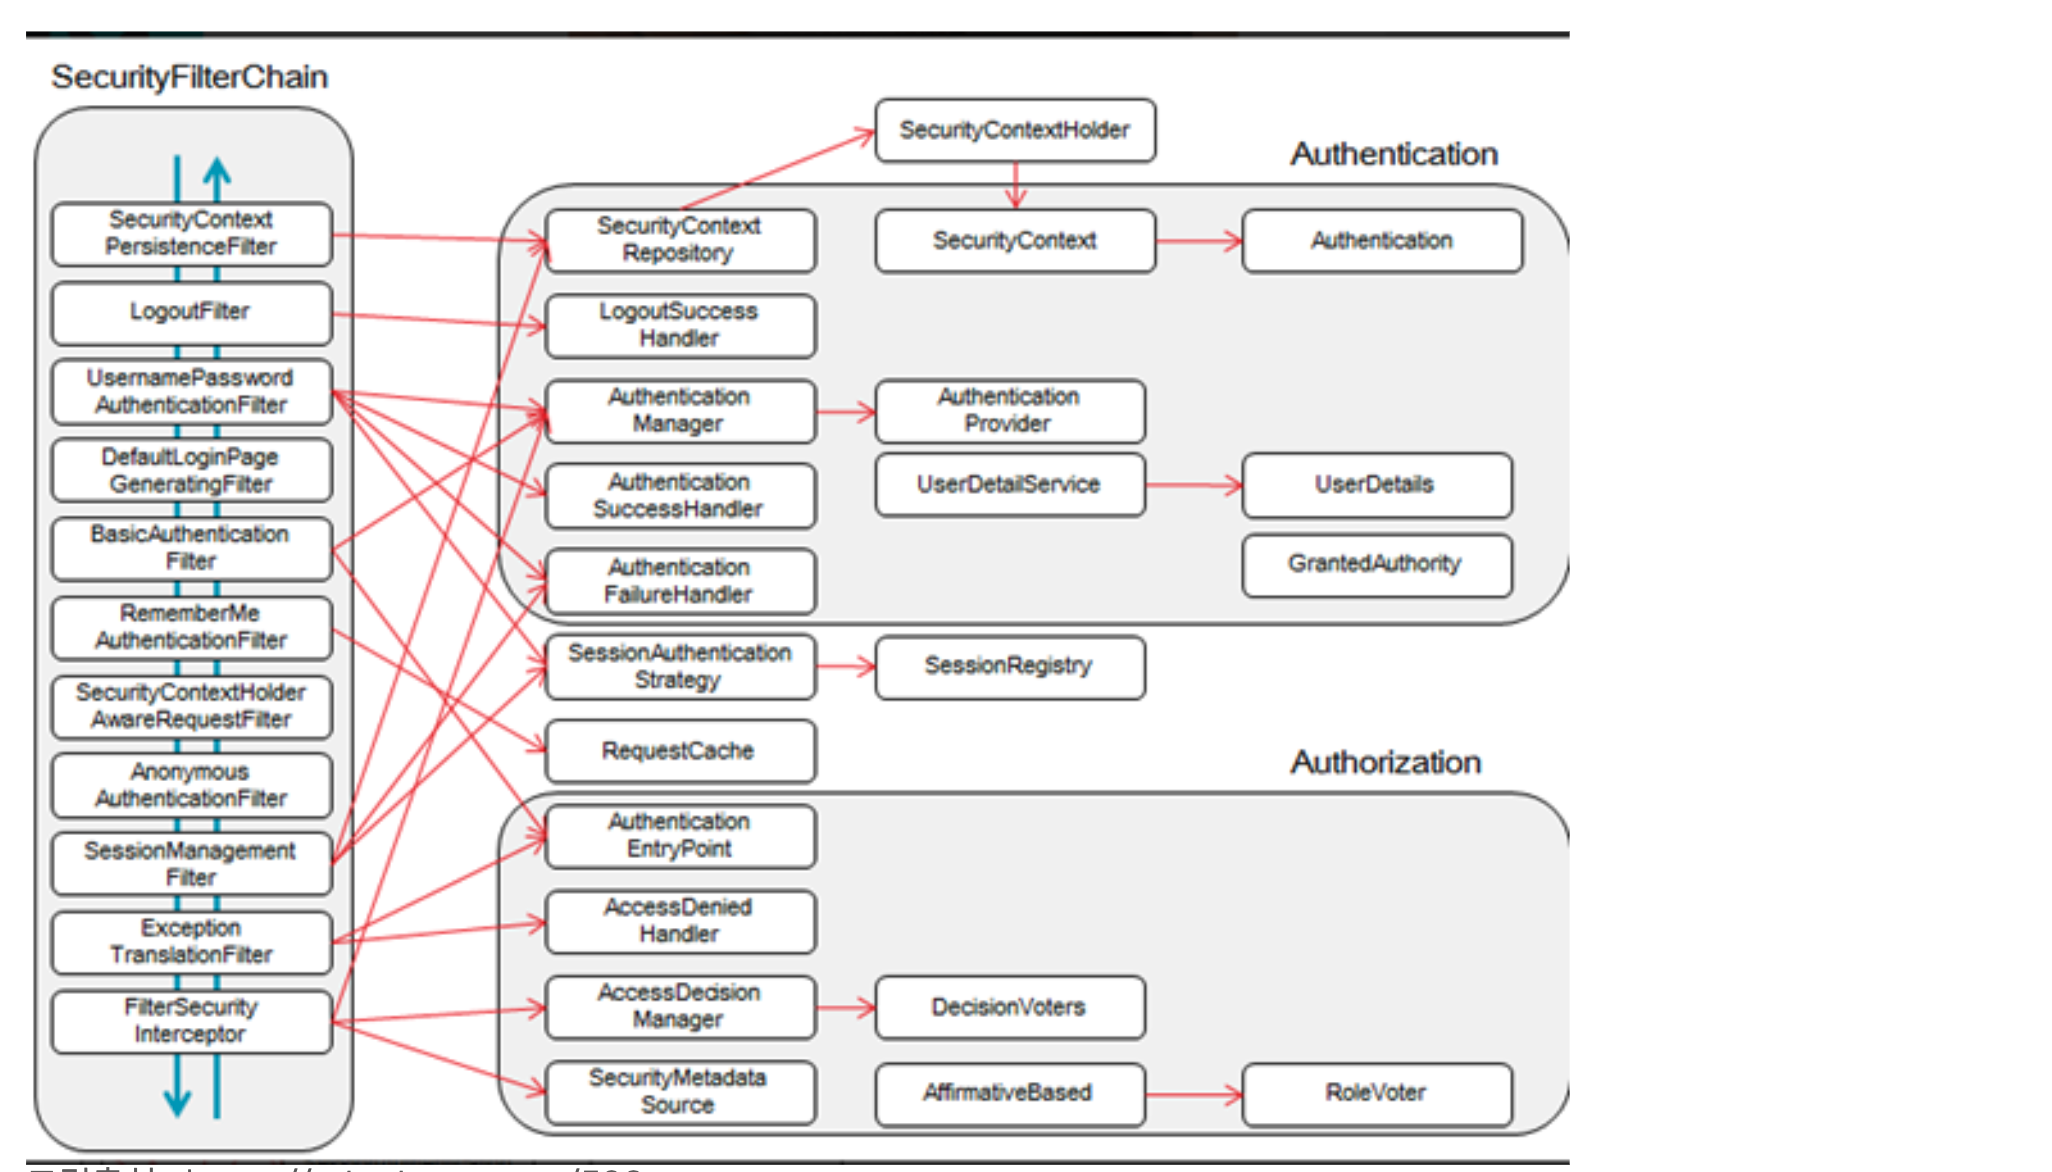 SecurityFilterChain
SecurityContext
PersistenceFilter
LogoutFilter
UsernamePassword
AuthenticationFilter
DefaultLoginPage
GeneratingFilter
BasicAuthentication
Filter
RememberMe
AuthenticationFilter
SecurityContextHolder
AwareRequestFilter
Anonymous
AuthenticationFilter
SessionManagement
Filter
Exception
TranslationFilter
FilterSecurity
Interceptor
SecurityContextHolder
Authentication
SecurityContext
Repository
SecurityContext
Authentication
LogoutSuccess
Handler
Authentication
Manager
Authentication
Provider
Authentication
SuccessHandler
UserDetailService
UserDetails
Authentication
FailureHandler
GrantedAuthority
SessionAuthentication
Strategy
SessionRegistry
RequestCache
Authorization
Authentication
EntryPoint
AccessDenied
Handler
AccessDecision
Manager
DecisionVoters
SecurityMetadata
Source
AffirmativeBased
RoleVoter